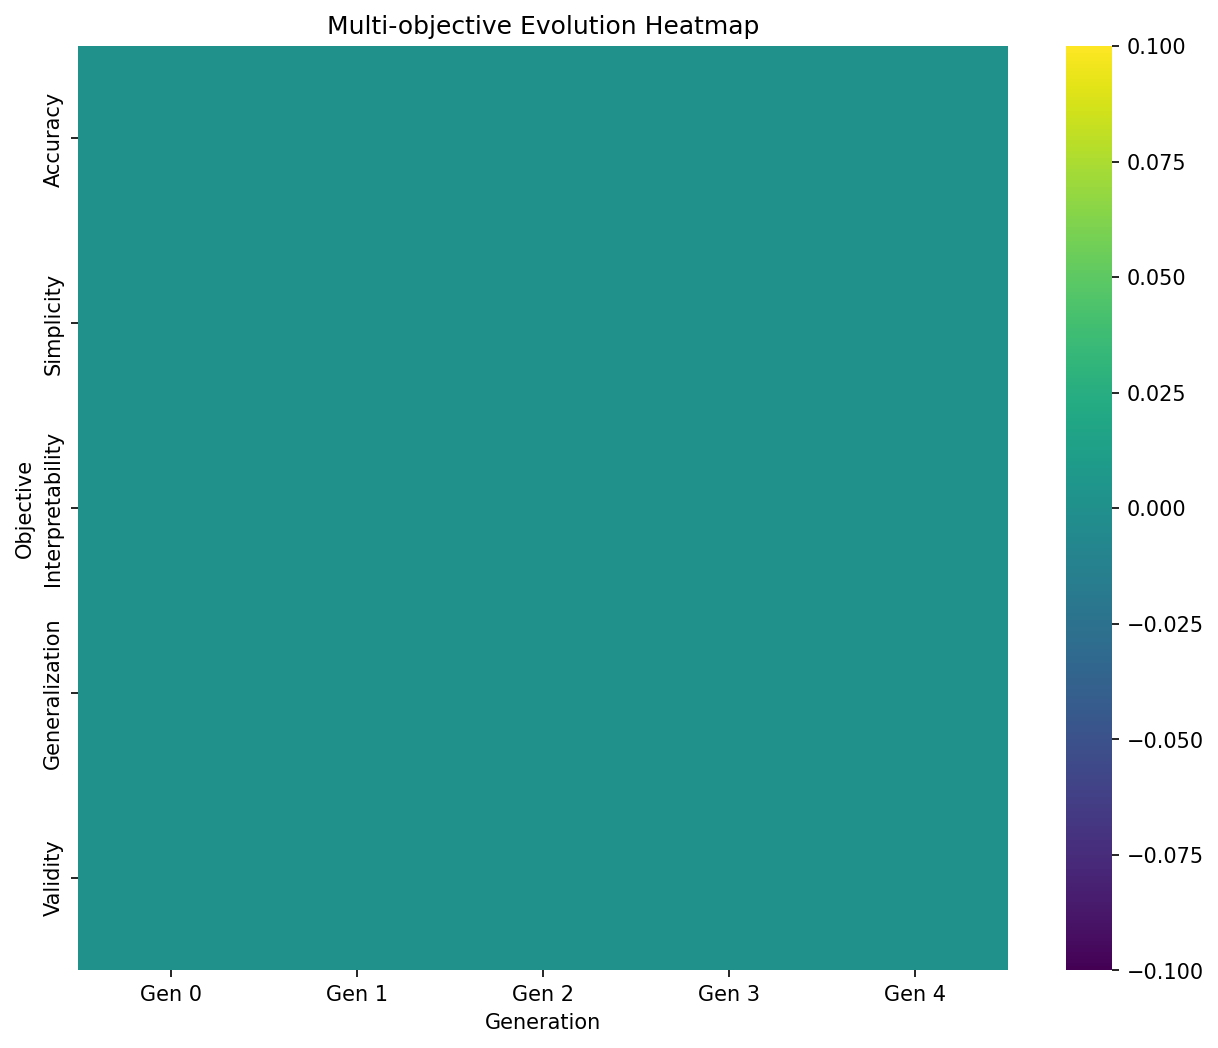 Multi-objective Evolution Heatmap
Objective
Accuracy
Simplicity
Interpretability
Generalization
Validity
Gen 0
Gen 1
Gen 2
Gen 3
Gen 4
Generation
0.100
0.075
0.050
0.025
0.000
−0.025
−0.050
−0.075
−0.100